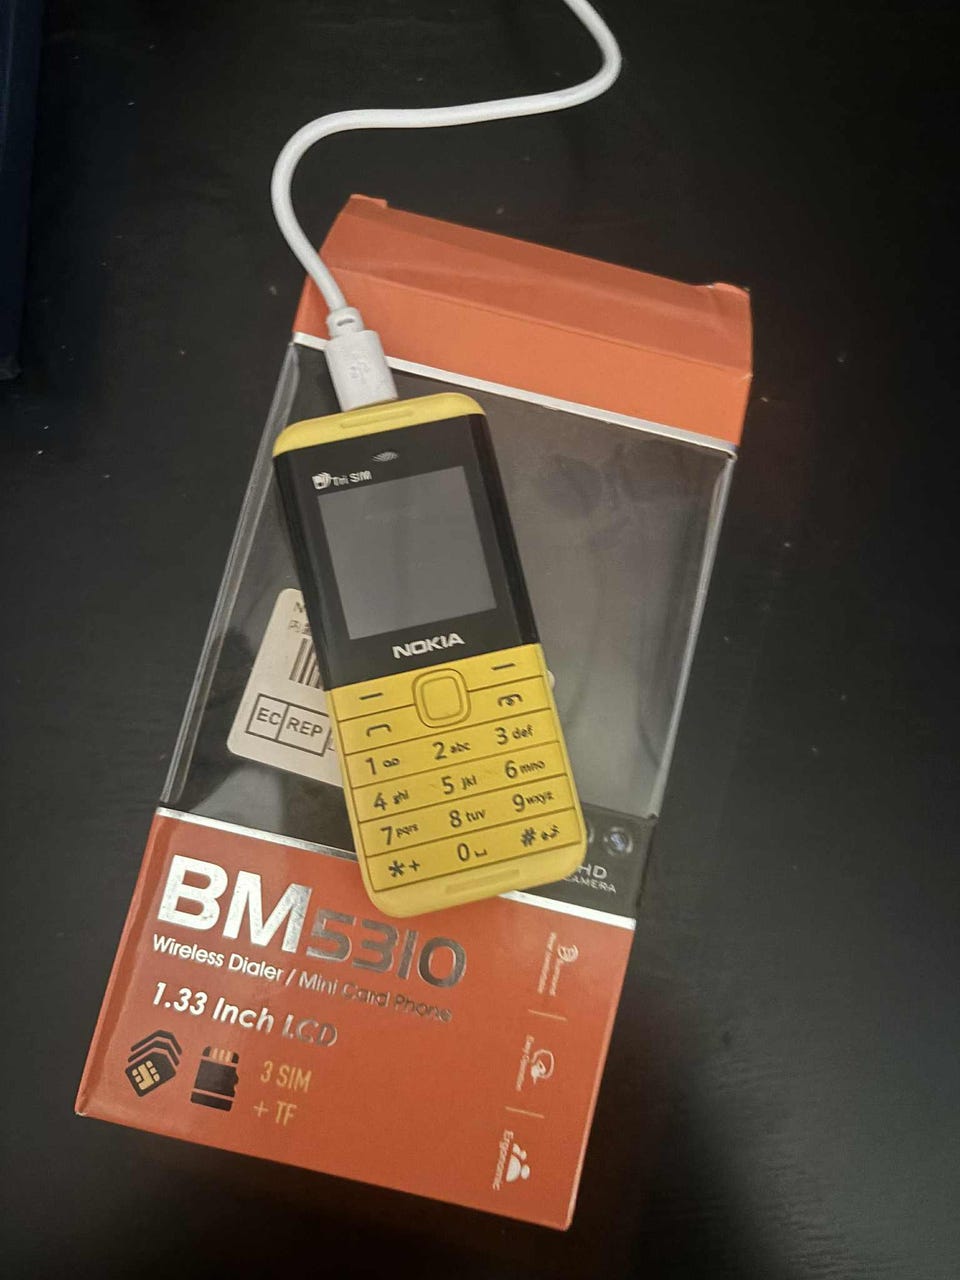 Tri SIM
NOKIA
1
2 abc
3 def
4 ghi
5 jkl
6 mno
7 pqrs
8 tuv
9 wxyz
* +
0
#
EC REP
HD
CAMERA
BM5310
Wireless Dialer / Mini Card Phone
1.33 Inch LCD
3 SIM
+ TF
Easy Operation
Ergonomic